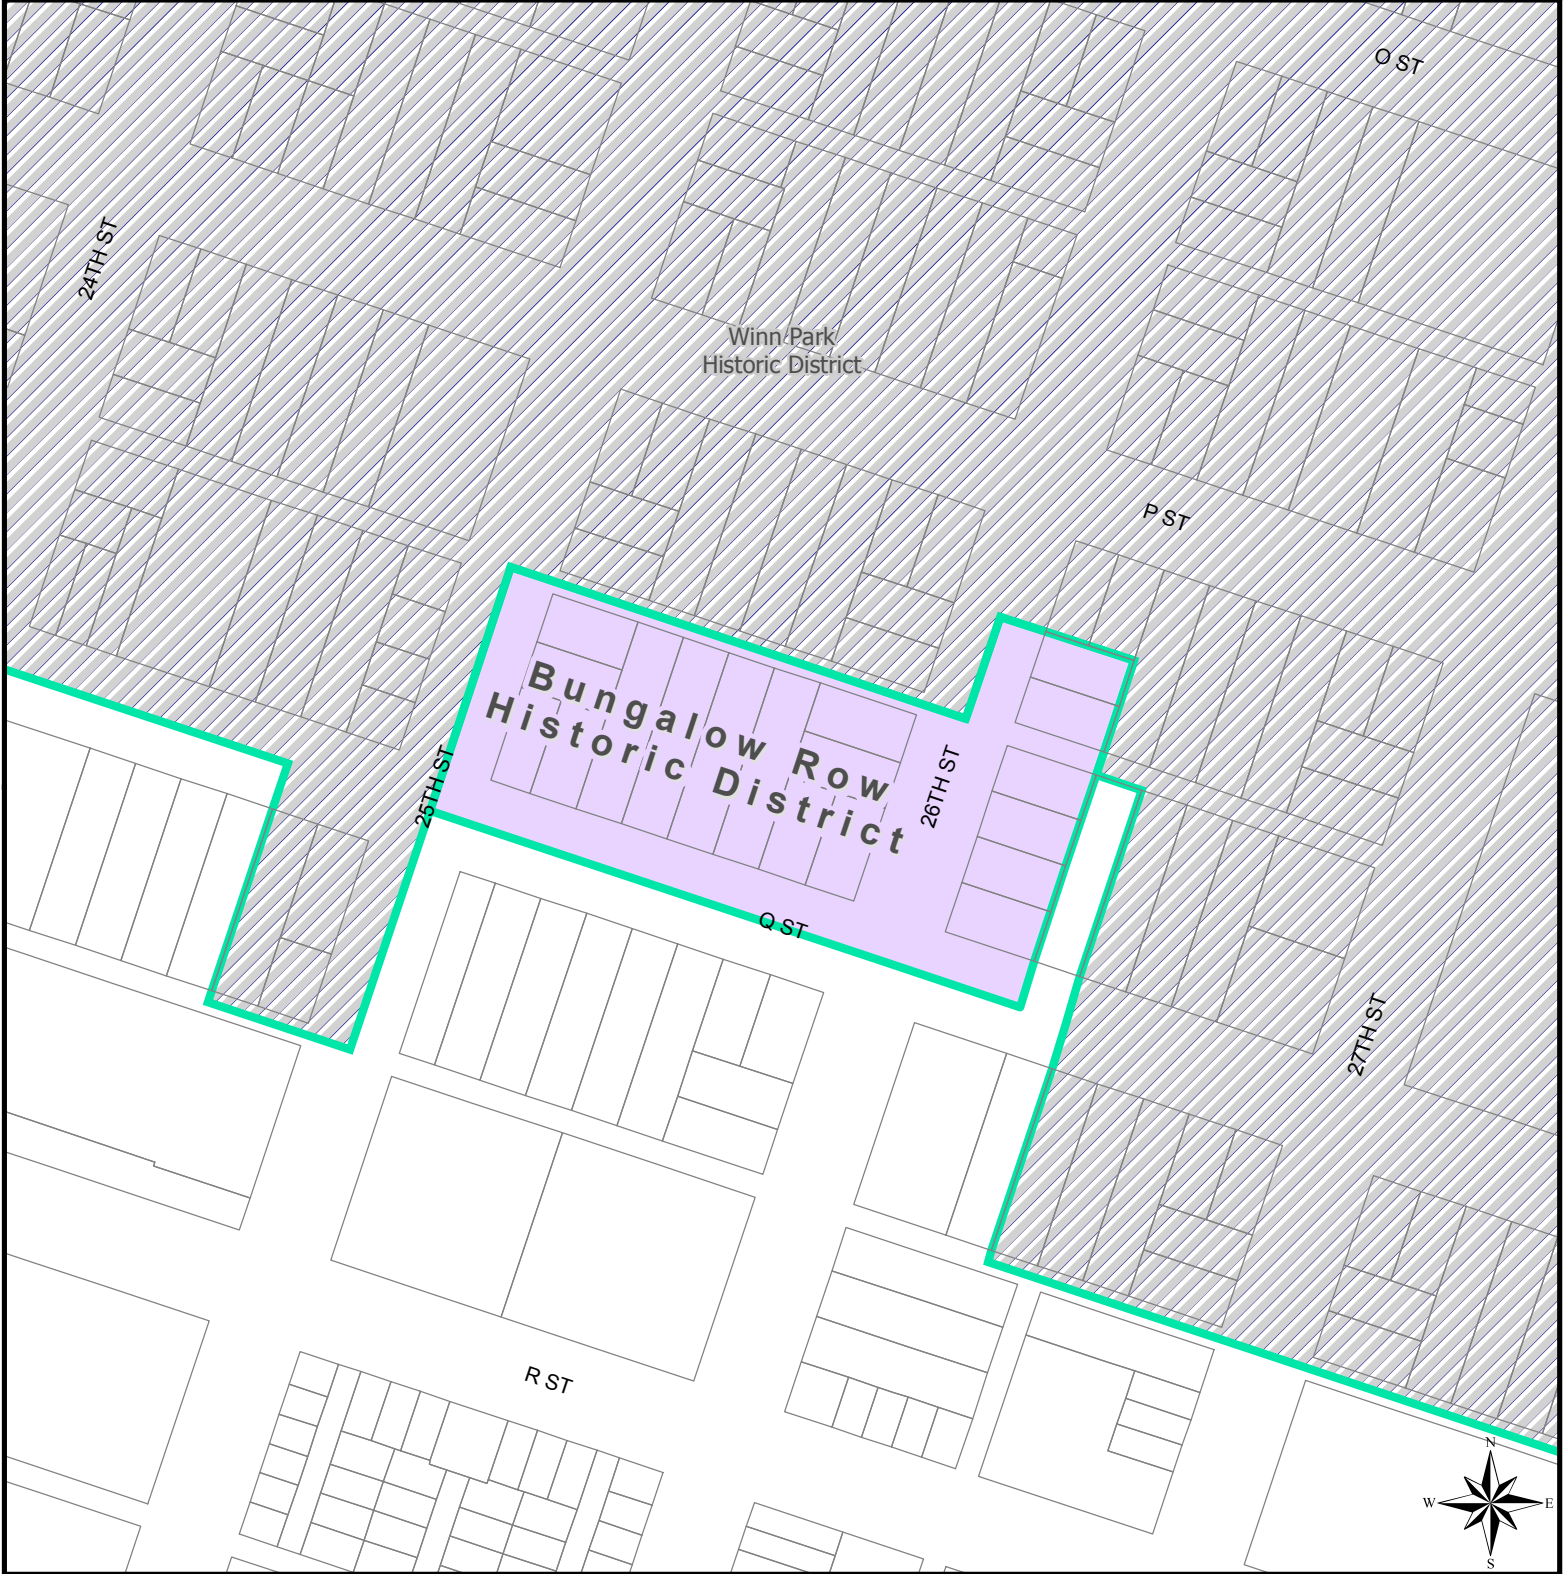 O ST
24TH ST
Winn Park
Historic District
P ST
Bungalow Row
Historic District
25TH ST
26TH ST
Q ST
27TH ST
R ST
N
W
E
S